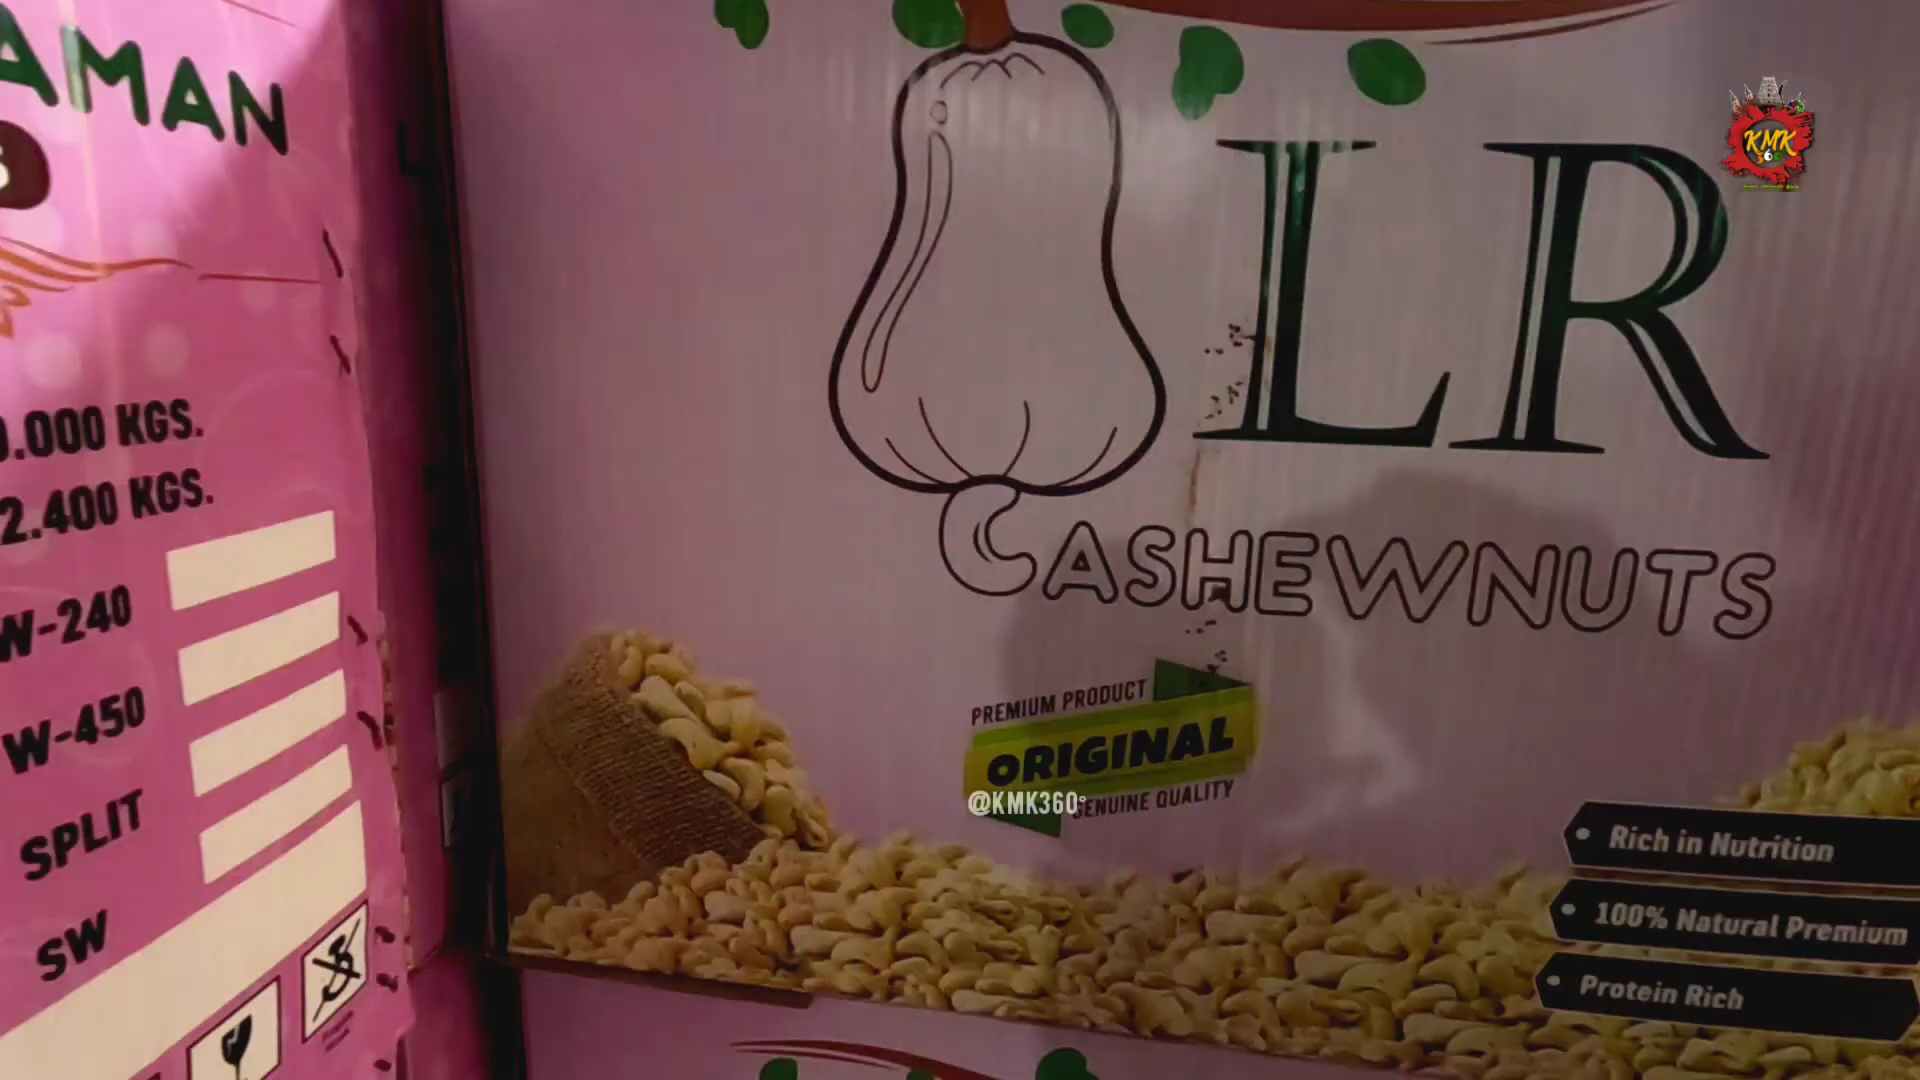 AMAN
S
0.000 KGS.
2.400 KGS.
W-240
W-450
SPLIT
SW
LR
CASHEWNUTS
PREMIUM PRODUCT
ORIGINAL
GENUINE QUALITY
• Rich in Nutrition
• 100% Natural Premium
• Protein Rich
@KMK360°
KMK
360